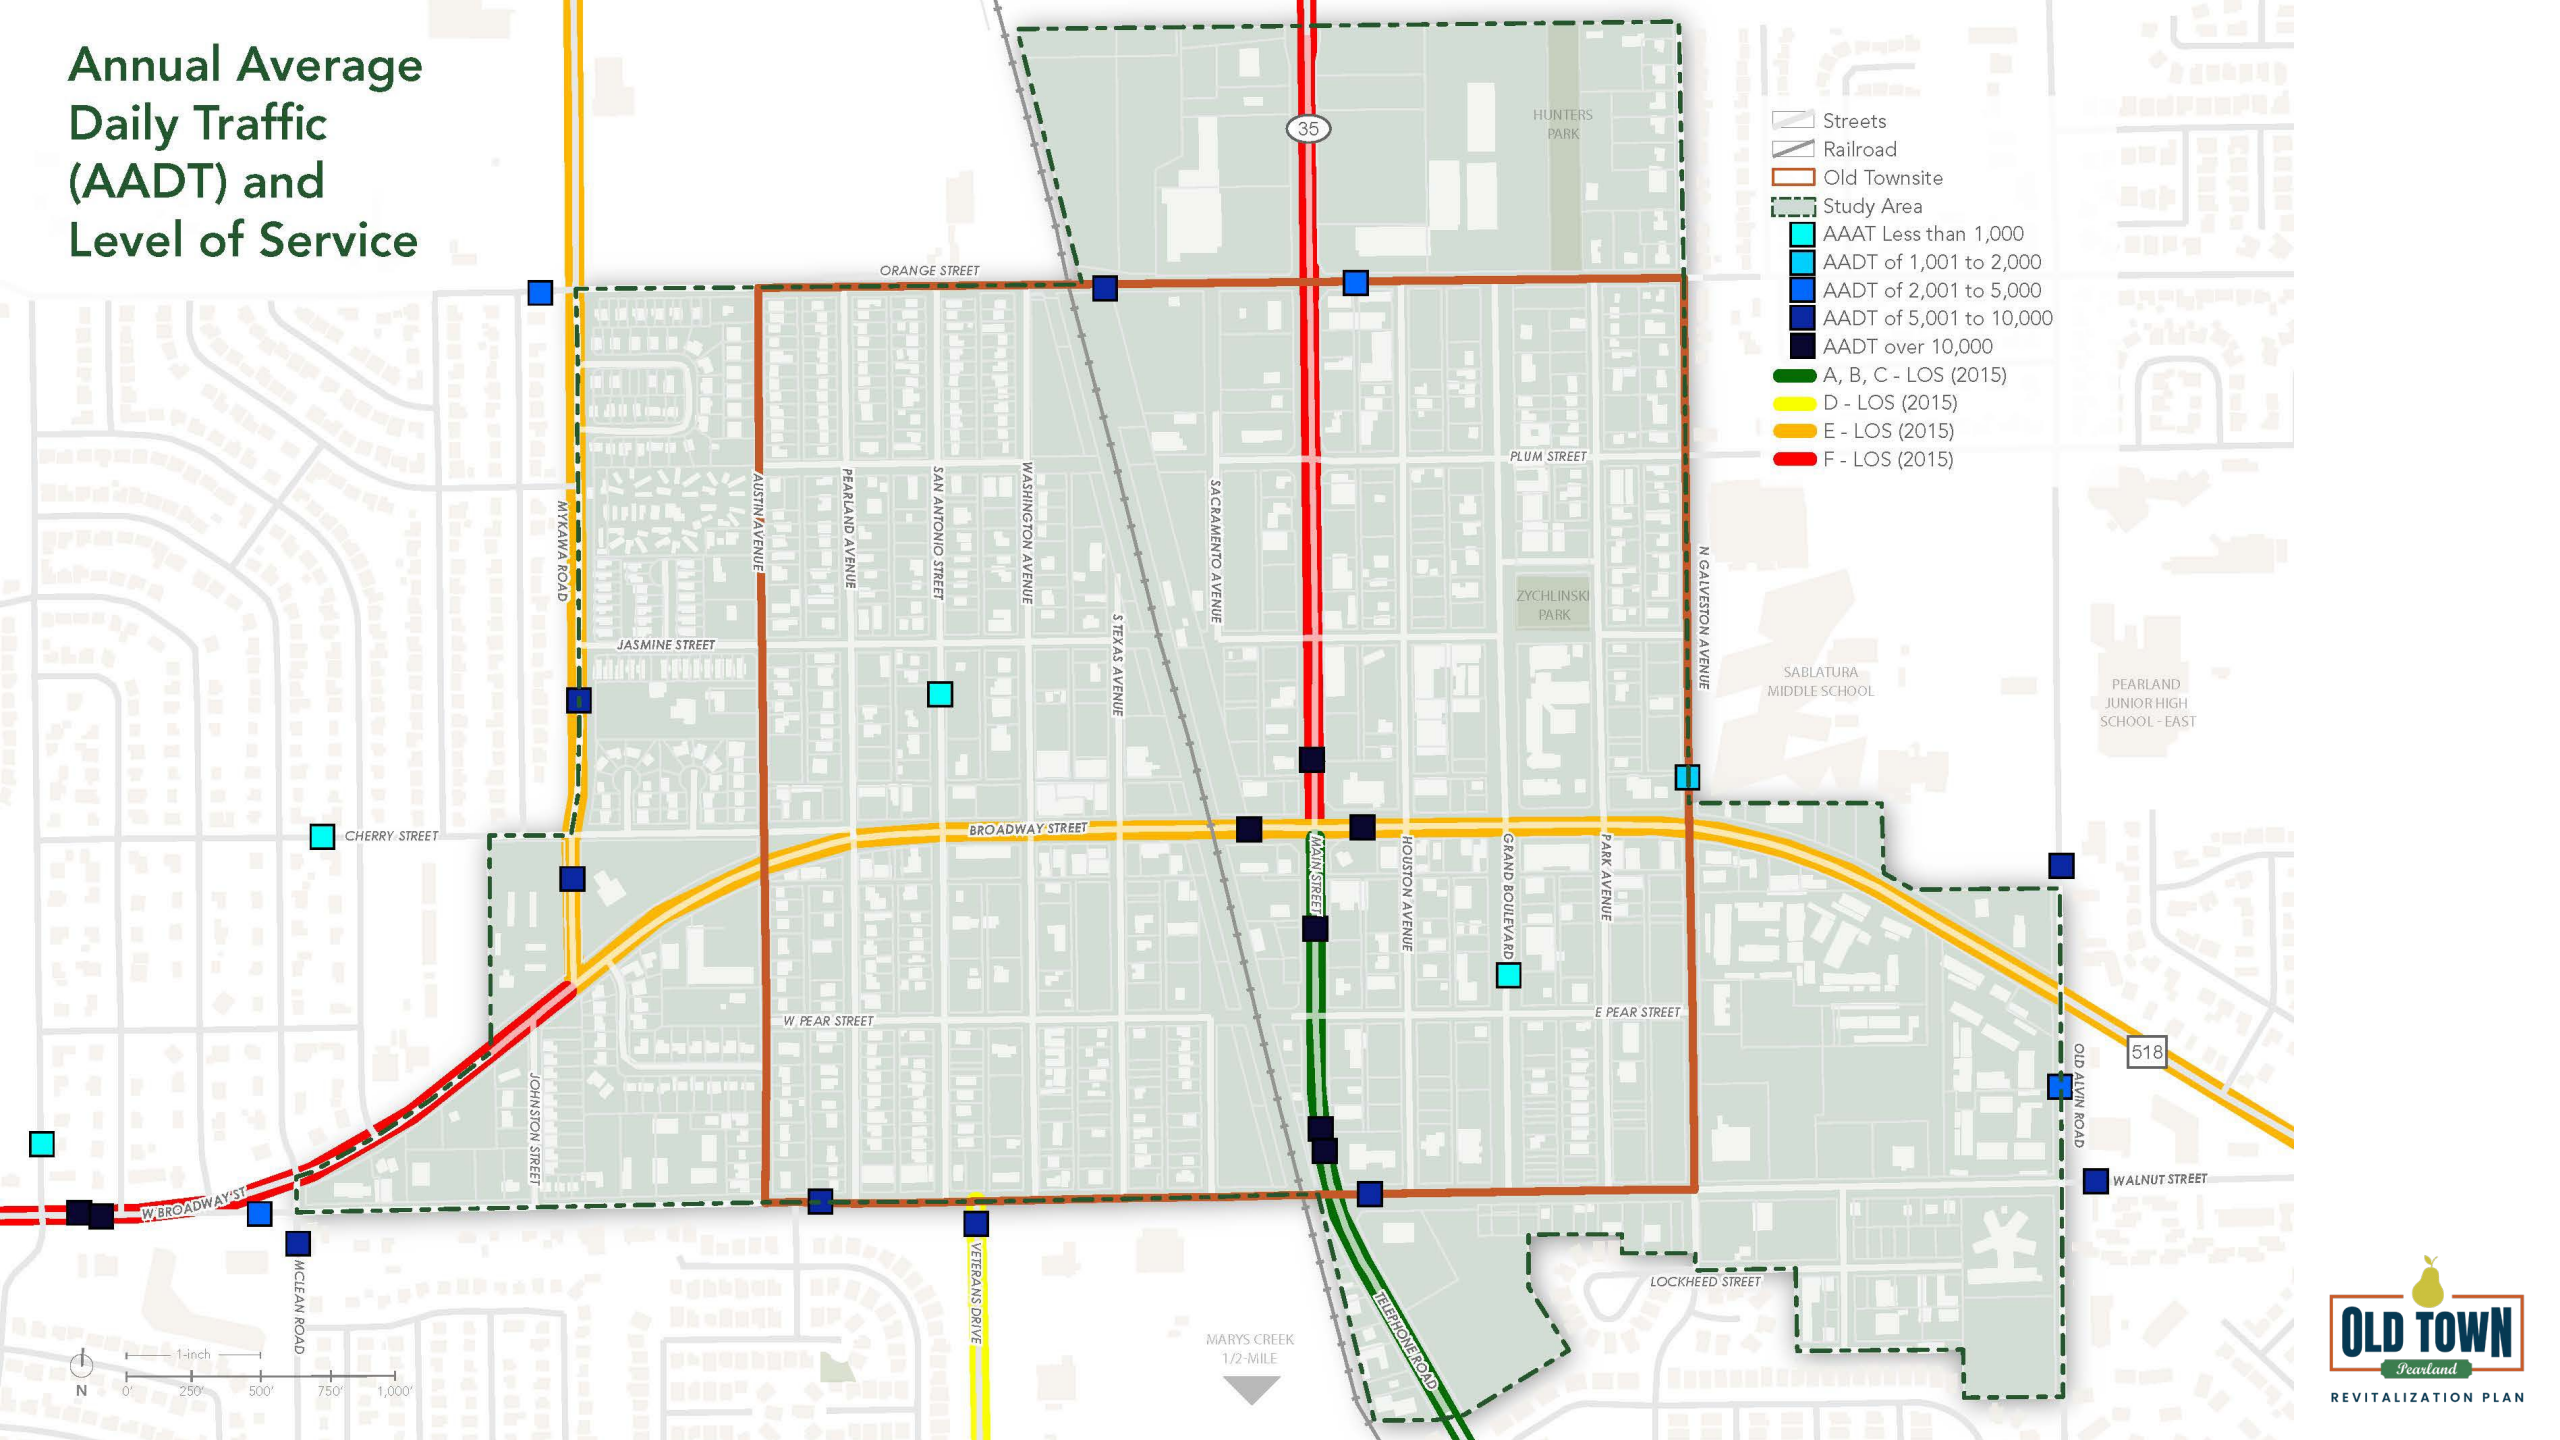 Annual Average
Daily Traffic
(AADT) and
Level of Service
35
HUNTERS
PARK
Streets
Railroad
Old Townsite
Study Area
AAAT Less than 1,000
AADT of 1,001 to 2,000
AADT of 2,001 to 5,000
AADT of 5,001 to 10,000
AADT over 10,000
A, B, C - LOS (2015)
D - LOS (2015)
E - LOS (2015)
F - LOS (2015)
ORANGE STREET
PLUM STREET
MYKAWA ROAD
AUSTIN AVENUE
PEARLAND AVENUE
SAN ANTONIO STREET
WASHINGTON AVENUE
SACRAMENTO AVENUE
N GALVESTON AVENUE
ZYCHLINSKI
PARK
JASMINE STREET
S TEXAS AVENUE
SABLATURA
MIDDLE SCHOOL
PEARLAND
JUNIOR HIGH
SCHOOL - EAST
CHERRY STREET
BROADWAY STREET
MAIN STREET
HOUSTON AVENUE
GRAND BOULEVARD
PARK AVENUE
W PEAR STREET
E PEAR STREET
518
OLD ALVIN ROAD
JOHNSTON STREET
WALNUT STREET
W BROADWAY ST
MCLEAN ROAD
VETERANS DRIVE
LOCKHEED STREET
TELEPHONE ROAD
MARYS CREEK
1/2-MILE
1-inch
N
0' 250' 500' 750' 1,000'
OLD TOWN
Pearland
REVITALIZATION PLAN